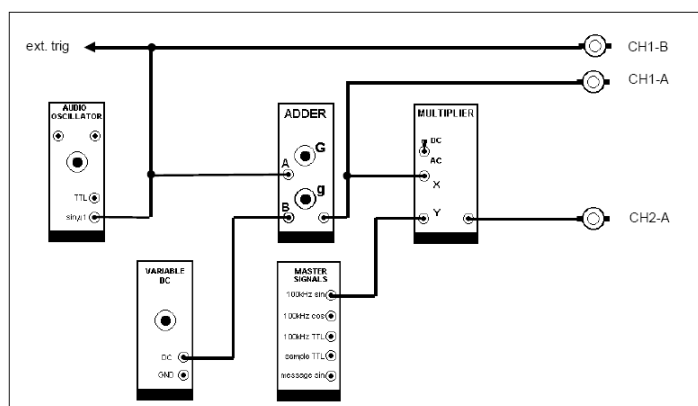 ext. trig
CH1-B
CH1-A
AUDIO
OSCILLATOR
TTL
ADDER
G
A
g
B
MULTIPLIER
DC
AC
X
Y
CH2-A
VARIABLE
DC
DC
GND
MASTER
SIGNALS
100kHz sin
100kHz cos
100kHz TTL
sample TTL
message sin